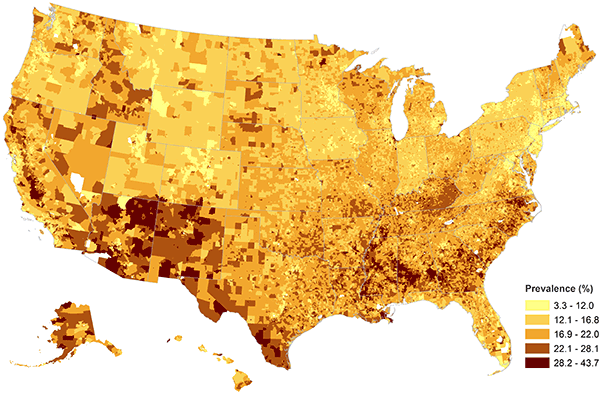 Prevalence (%)
3.3 - 12.0
12.1 - 16.8
16.9 - 22.0
22.1 - 28.1
28.2 - 43.7